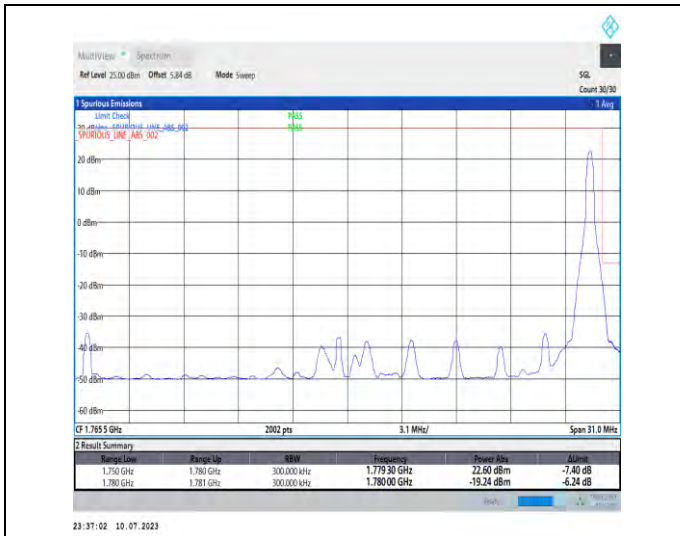 MultiView Spectrum
Ref Level 25.00 dBm Offset 5.84 dB Mode Sweep SGL
Count 30/30
1 Spurious Emissions 1 Avg
Limit Check PASS
Line SPURIOUS_LINE_ABS_002 PASS
SPURIOUS_LINE_ABS_002
20 dBm
10 dBm
0 dBm
-10 dBm
-20 dBm
-30 dBm
-40 dBm
-50 dBm
-60 dBm
CF 1.765 5 GHz 2002 pts 3.1 MHz/ Span 31.0 MHz
2 Result Summary
Range Low Range Up RBW Frequency Power Abs ΔLimit
1.750 GHz 1.780 GHz 300.000 kHz 1.779 30 GHz 22.60 dBm -7.40 dB
1.780 GHz 1.781 GHz 300.000 kHz 1.780 00 GHz -19.24 dBm -6.24 dB
Ready
23:37:02 10.07.2023